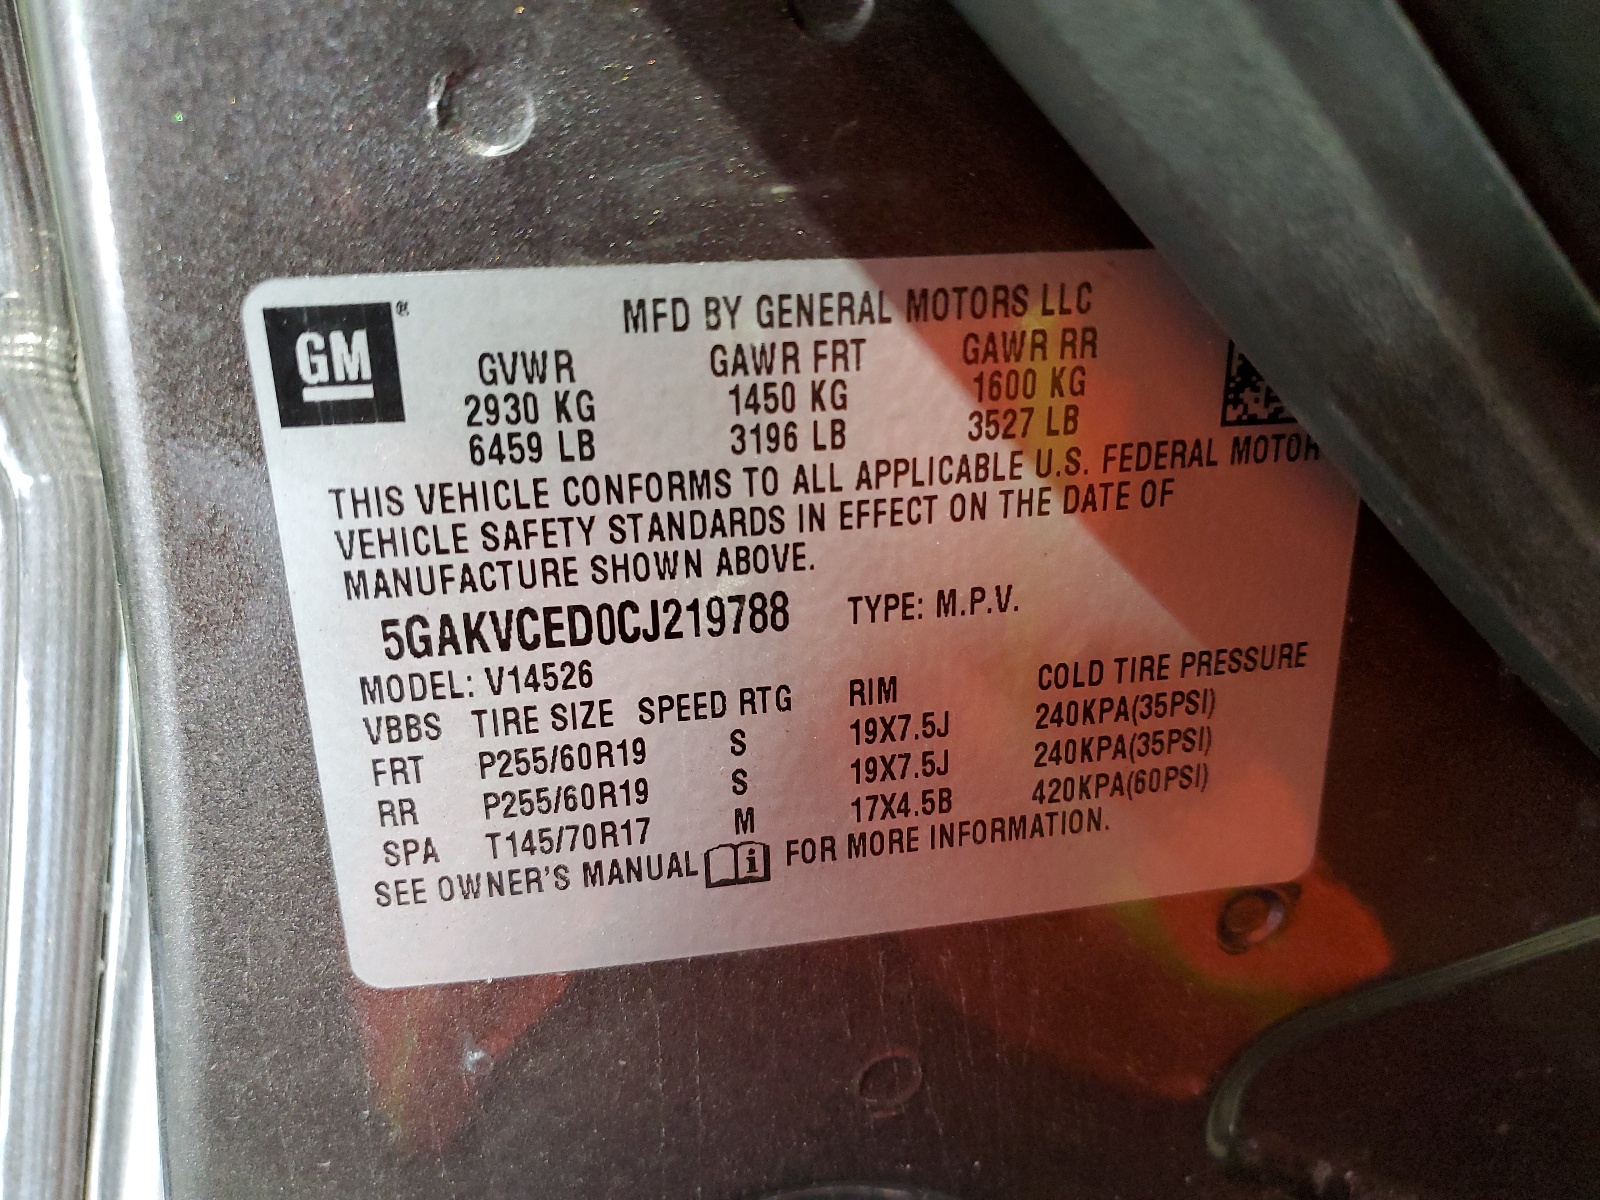 GM®
MFD BY GENERAL MOTORS LLC
GVWR GAWR FRT GAWR RR
2930 KG 1450 KG 1600 KG
6459 LB 3196 LB 3527 LB
THIS VEHICLE CONFORMS TO ALL APPLICABLE U.S. FEDERAL MOTOR
VEHICLE SAFETY STANDARDS IN EFFECT ON THE DATE OF
MANUFACTURE SHOWN ABOVE.
5GAKVCED0CJ219788 TYPE: M.P.V.
MODEL: V14526
VBBS TIRE SIZE SPEED RTG RIM COLD TIRE PRESSURE
FRT P255/60R19 S 19X7.5J 240KPA(35PSI)
RR P255/60R19 S 19X7.5J 240KPA(35PSI)
SPA T145/70R17 M 17X4.5B 420KPA(60PSI)
SEE OWNER'S MANUAL i FOR MORE INFORMATION.